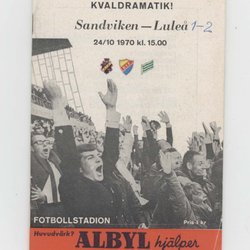 KVALDRAMATIK!
Sandviken—Luleå 1-2
24/10 1970 kl. 15.00
FOTBOLLSTADION
Pris 1 kr
Huvudvärk?
ALBYL hjälper